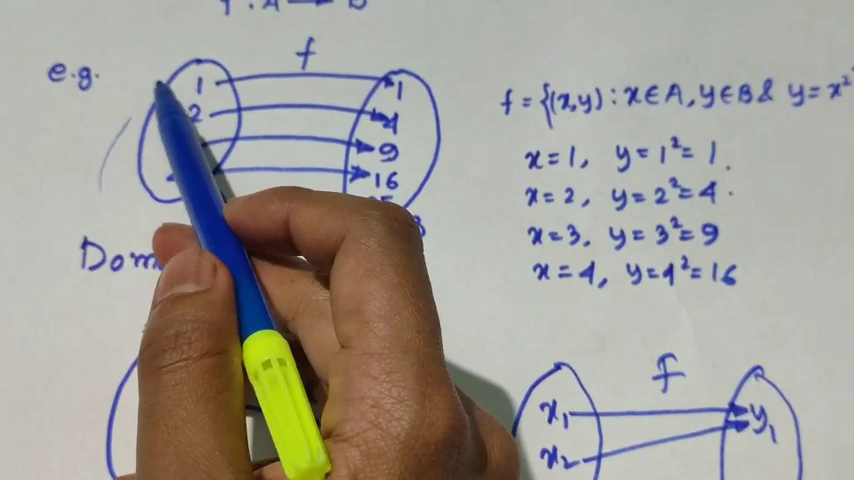 f : A → B
e.g.
f
1
2
1
4
9
16
B
f = {(x,y) : x∈A, y∈B & y = x²
x=1, y=1²=1.
x=2, y=2²=4.
x=3, y=3²=9
x=4, y=4²=16
Dom
f
x₁
x₂
y₁